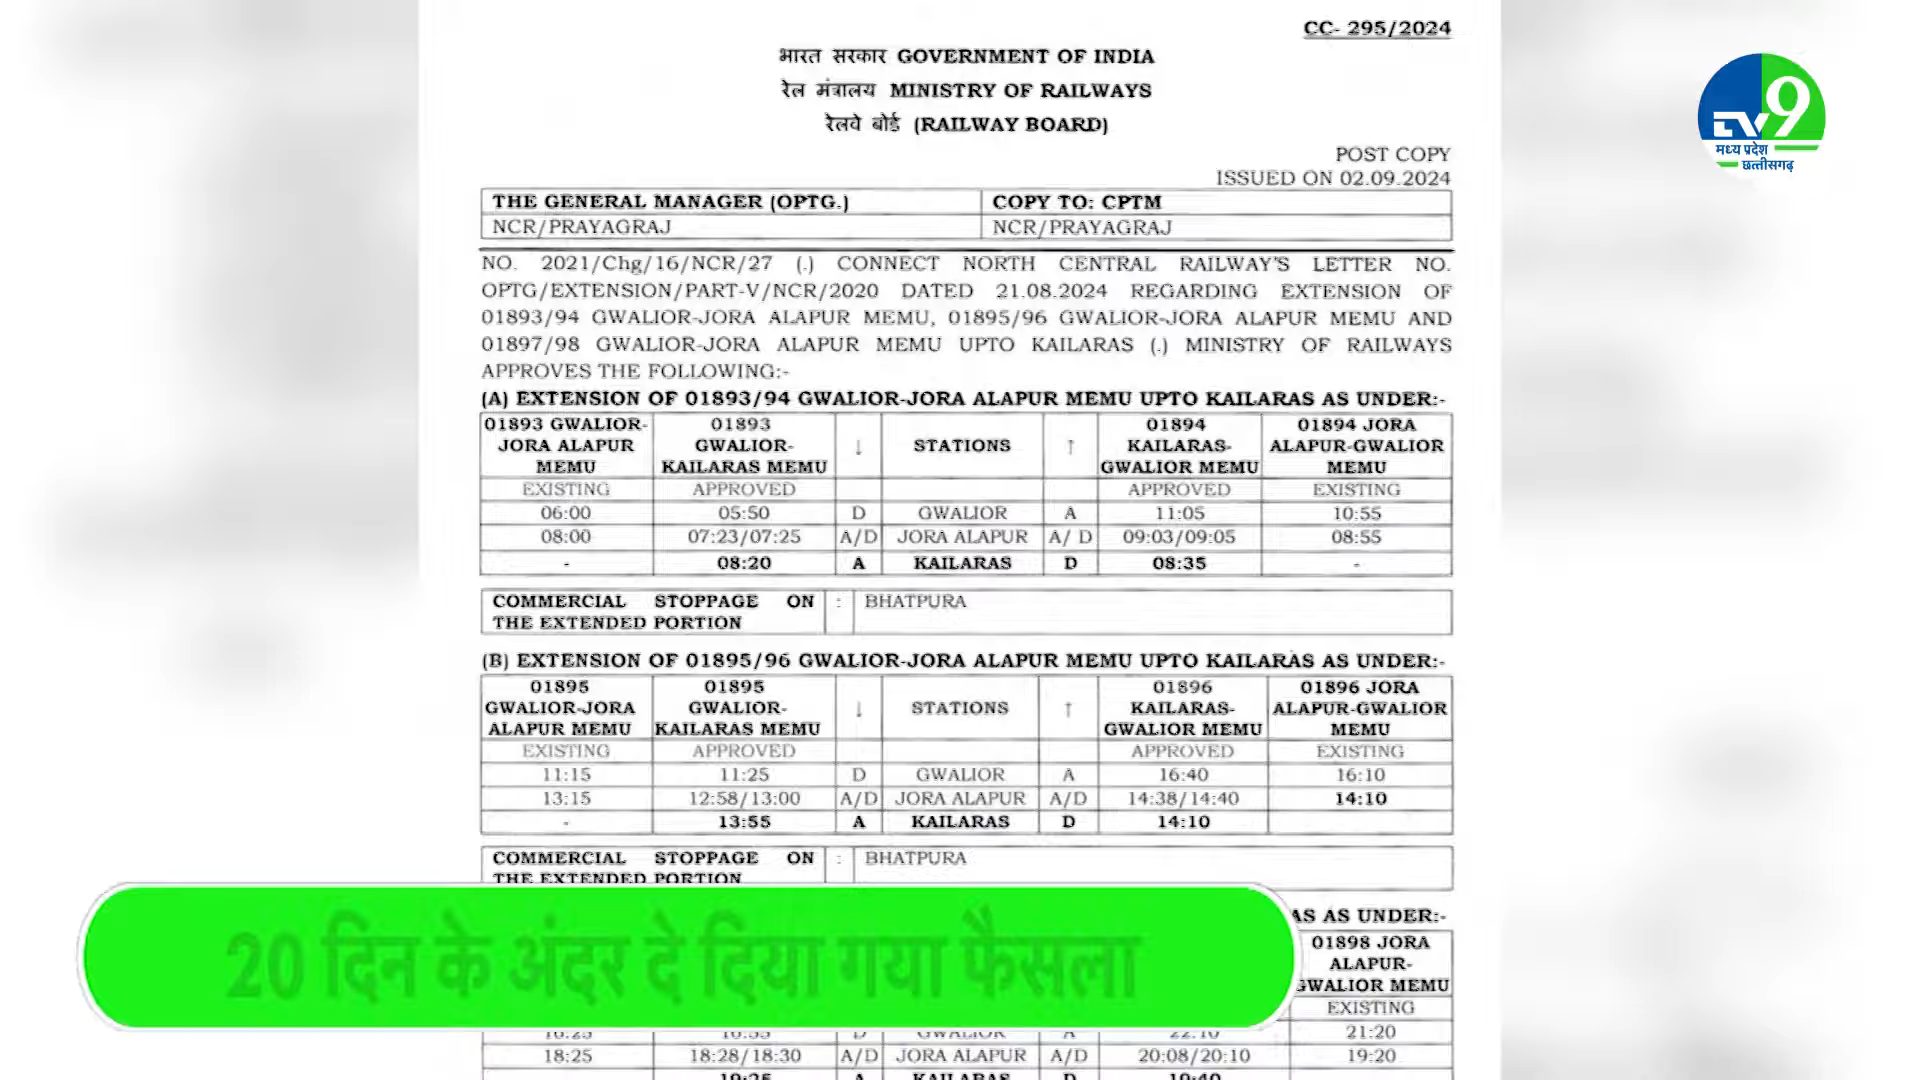 CC- 295/2024
भारत सरकार GOVERNMENT OF INDIA
रेल मंत्रालय MINISTRY OF RAILWAYS
रेलवे बोर्ड (RAILWAY BOARD)
POST COPY
ISSUED ON 02.09.2024
TV9
मध्य प्रदेश
छत्तीसगढ़
THE GENERAL MANAGER (OPTG.) COPY TO: CPTM
NCR/PRAYAGRAJ NCR/PRAYAGRAJ
NO. 2021/Chg/16/NCR/27 (.) CONNECT NORTH CENTRAL RAILWAY'S LETTER NO.
OPTG/EXTENSION/PART-V/NCR/2020 DATED 21.08.2024 REGARDING EXTENSION OF
01893/94 GWALIOR-JORA ALAPUR MEMU, 01895/96 GWALIOR-JORA ALAPUR MEMU AND
01897/98 GWALIOR-JORA ALAPUR MEMU UPTO KAILARAS (.) MINISTRY OF RAILWAYS
APPROVES THE FOLLOWING:-
(A) EXTENSION OF 01893/94 GWALIOR-JORA ALAPUR MEMU UPTO KAILARAS AS UNDER:-
01893 GWALIOR- 01893 01894 01894 JORA
JORA ALAPUR GWALIOR- ↓ STATIONS ↑ KAILARAS- ALAPUR-GWALIOR
MEMU KAILARAS MEMU GWALIOR MEMU MEMU
EXISTING APPROVED APPROVED EXISTING
06:00 05:50 D GWALIOR A 11:05 10:55
08:00 07:23/07:25 A/D JORA ALAPUR A/ D 09:03/09:05 08:55
- 08:20 A KAILARAS D 08:35 -
COMMERCIAL STOPPAGE ON : BHATPURA
THE EXTENDED PORTION
(B) EXTENSION OF 01895/96 GWALIOR-JORA ALAPUR MEMU UPTO KAILARAS AS UNDER:-
01895 01895 01896 01896 JORA
GWALIOR-JORA GWALIOR- ↓ STATIONS ↑ KAILARAS- ALAPUR-GWALIOR
ALAPUR MEMU KAILARAS MEMU GWALIOR MEMU MEMU
EXISTING APPROVED APPROVED EXISTING
11:15 11:25 D GWALIOR A 16:40 16:10
13:15 12:58/13:00 A/D JORA ALAPUR A/D 14:38/14:40 14:10
- 13:55 A KAILARAS D 14:10
COMMERCIAL STOPPAGE ON : BHATPURA
THE EXTENDED PORTION
AS AS UNDER:-
01898 JORA
ALAPUR-
GWALIOR MEMU
EXISTING
20 दिन के अंदर दे दिया गया फैसला
GWALIOR A 21:20
18:25 18:28/18:30 A/D JORA ALAPUR A/D 20:08/20:10 19:20
KAILARAS D